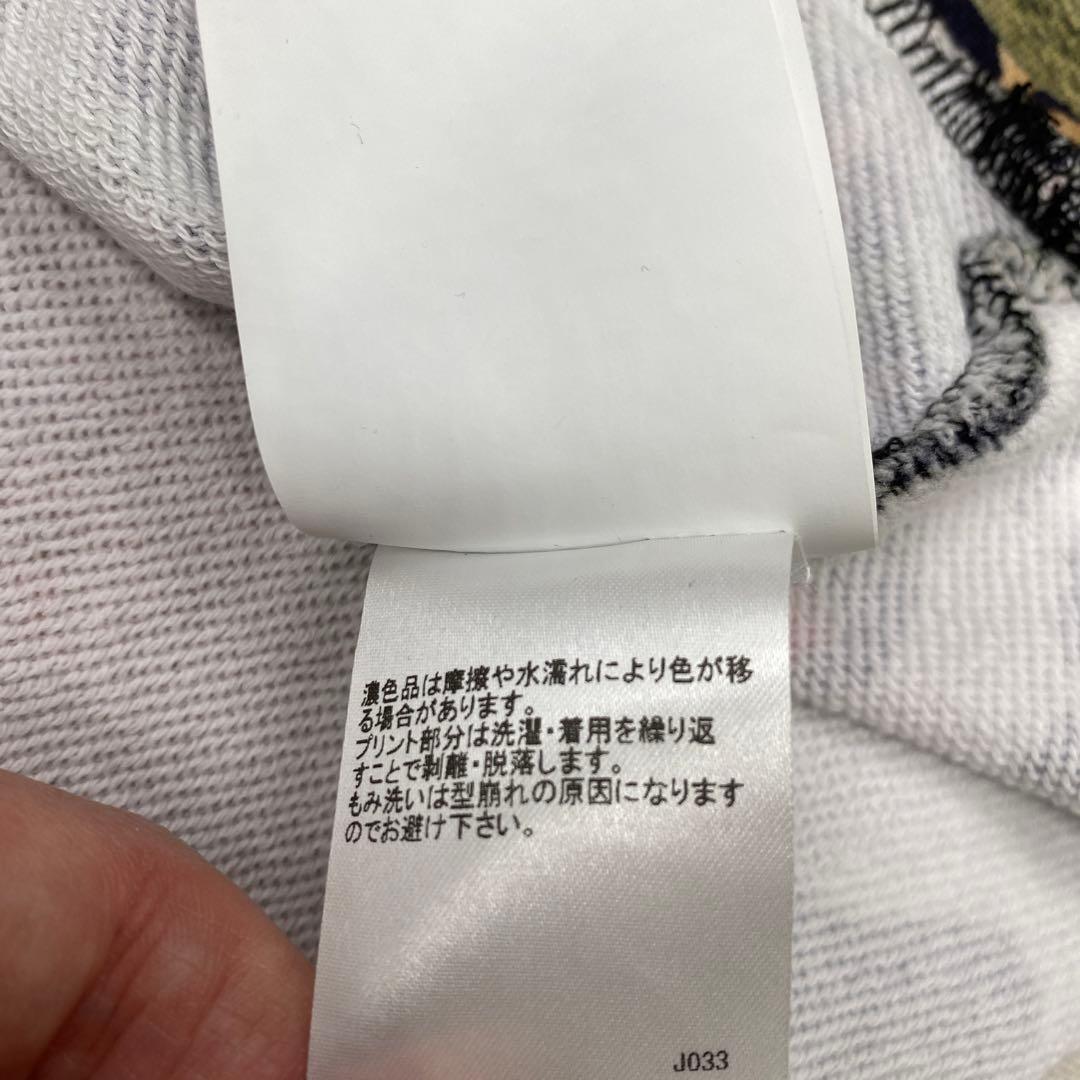 濃色品は摩擦や水濡れにより色が移
る場合があります。
プリント部分は洗濯・着用を繰り返
すことで剥離・脱落します。
もみ洗いは型崩れの原因になります
のでお避け下さい。
J033